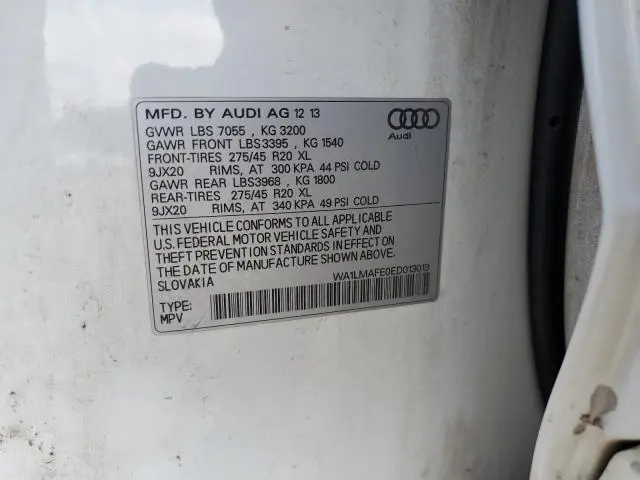 MFD. BY AUDI AG 12 13
Audi
GVWR LBS 7055 , KG 3200
GAWR FRONT LBS3395 , KG 1540
FRONT-TIRES 275/45 R20 XL
9JX20 RIMS, AT 300 KPA 44 PSI COLD
GAWR REAR LBS3968 , KG 1800
REAR-TIRES 275/45 R20 XL
9JX20 RIMS, AT 340 KPA 49 PSI COLD
THIS VEHICLE CONFORMS TO ALL APPLICABLE
U.S. FEDERAL MOTOR VEHICLE SAFETY AND
THEFT PREVENTION STANDARDS IN EFFECT ON
THE DATE OF MANUFACTURE SHOWN ABOVE.
SLOVAKIA
WA1LMAFE0ED013013
TYPE:
MPV